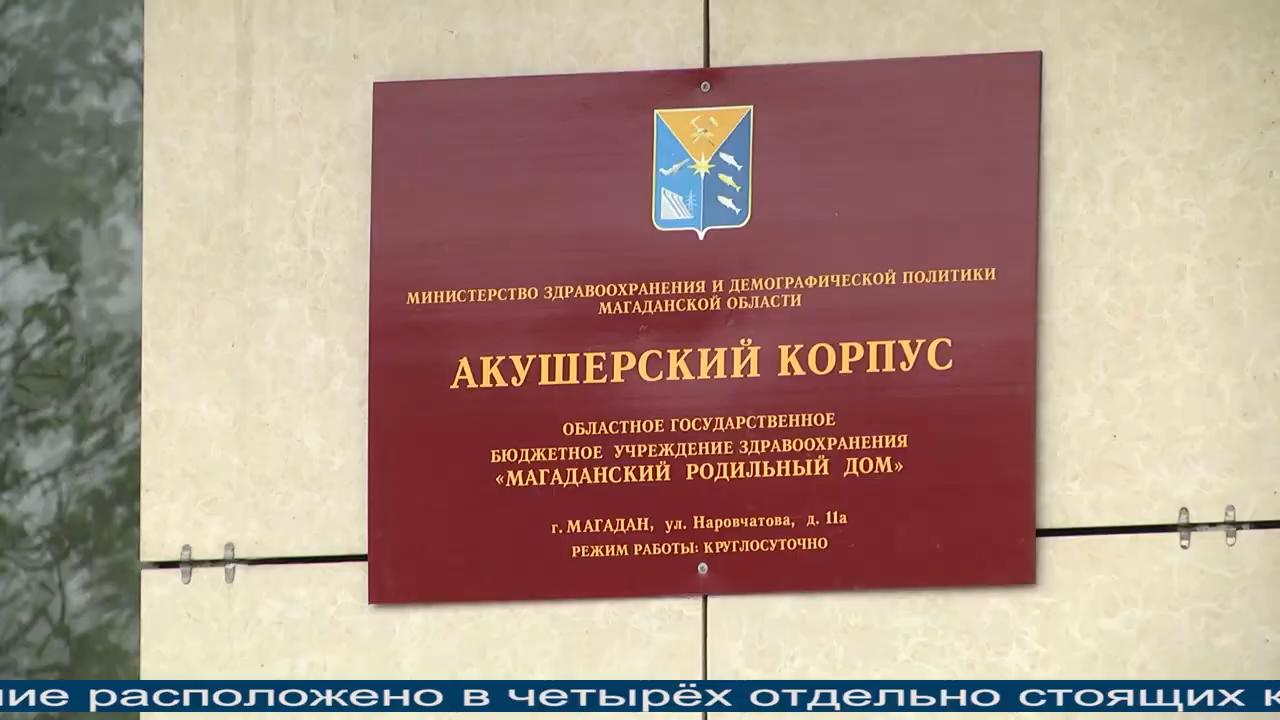 МИНИСТЕРСТВО ЗДРАВООХРАНЕНИЯ И ДЕМОГРАФИЧЕСКОЙ ПОЛИТИКИ
МАГАДАНСКОЙ ОБЛАСТИ
АКУШЕРСКИЙ КОРПУС
ОБЛАСТНОЕ ГОСУДАРСТВЕННОЕ
БЮДЖЕТНОЕ УЧРЕЖДЕНИЕ ЗДРАВООХРАНЕНИЯ
«МАГАДАНСКИЙ РОДИЛЬНЫЙ ДОМ»
г. МАГАДАН, ул. Наровчатова, д. 11а
РЕЖИМ РАБОТЫ: КРУГЛОСУТОЧНО
расположено в четырёх отдельно стоящих